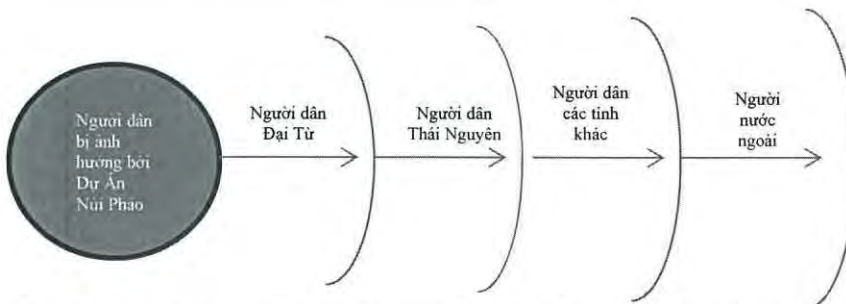 Người dân
bị ảnh
hưởng bởi
Dự Án
Núi Pháo
Người dân
Đại Từ
Người dân
Thái Nguyên
Người dân
các tỉnh
khác
Người
nước
ngoài